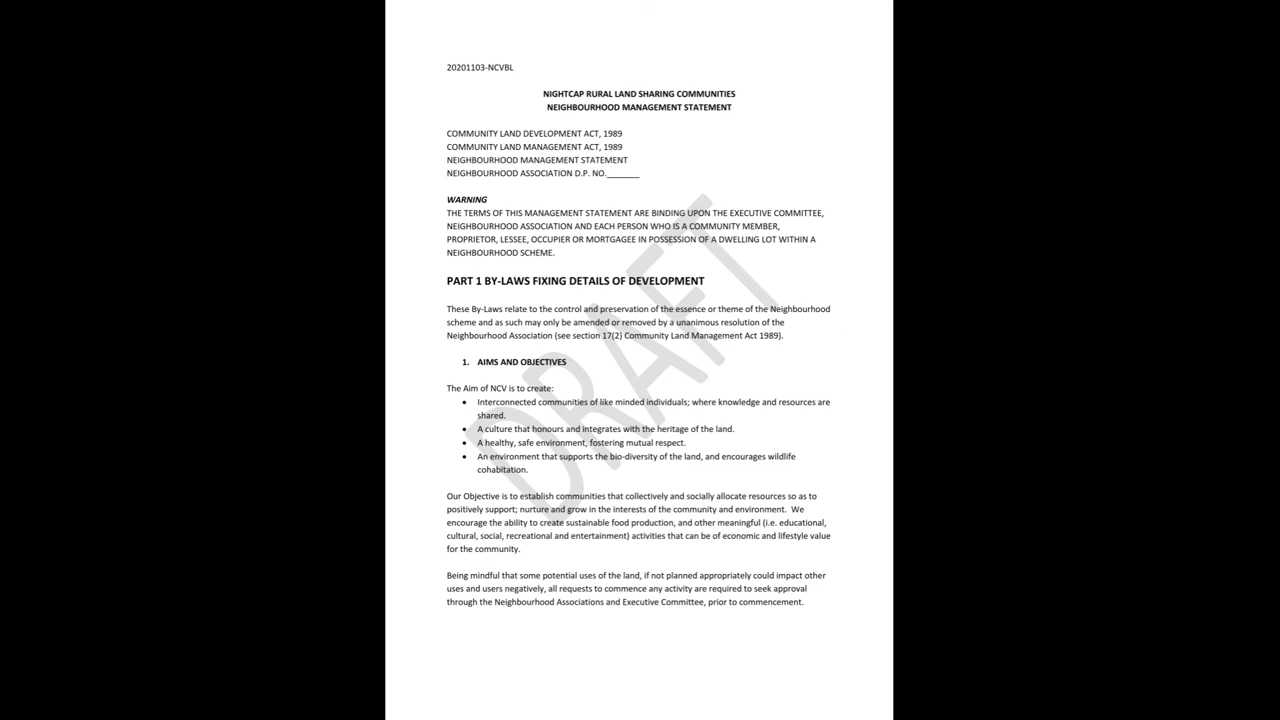 20201103-NCVBL
NIGHTCAP RURAL LAND SHARING COMMUNITIES
NEIGHBOURHOOD MANAGEMENT STATEMENT
COMMUNITY LAND DEVELOPMENT ACT, 1989
COMMUNITY LAND MANAGEMENT ACT, 1989
NEIGHBOURHOOD MANAGEMENT STATEMENT
NEIGHBOURHOOD ASSOCIATION D.P. NO._______
WARNING
THE TERMS OF THIS MANAGEMENT STATEMENT ARE BINDING UPON THE EXECUTIVE COMMITTEE,
NEIGHBOURHOOD ASSOCIATION AND EACH PERSON WHO IS A COMMUNITY MEMBER,
PROPRIETOR, LESSEE, OCCUPIER OR MORTGAGEE IN POSSESSION OF A DWELLING LOT WITHIN A
NEIGHBOURHOOD SCHEME.
PART 1 BY-LAWS FIXING DETAILS OF DEVELOPMENT
These By-Laws relate to the control and preservation of the essence or theme of the Neighbourhood
scheme and as such may only be amended or removed by a unanimous resolution of the
Neighbourhood Association (see section 17(2) Community Land Management Act 1989).
1. AIMS AND OBJECTIVES
The Aim of NCV is to create:
• Interconnected communities of like minded individuals; where knowledge and resources are
shared.
• A culture that honours and integrates with the heritage of the land.
• A healthy, safe environment, fostering mutual respect.
• An environment that supports the bio-diversity of the land, and encourages wildlife
cohabitation.
Our Objective is to establish communities that collectively and socially allocate resources so as to
positively support; nurture and grow in the interests of the community and environment. We
encourage the ability to create sustainable food production, and other meaningful (i.e. educational,
cultural, social, recreational and entertainment) activities that can be of economic and lifestyle value
for the community.
Being mindful that some potential uses of the land, if not planned appropriately could impact other
uses and users negatively, all requests to commence any activity are required to seek approval
through the Neighbourhood Associations and Executive Committee, prior to commencement.
DRAFT